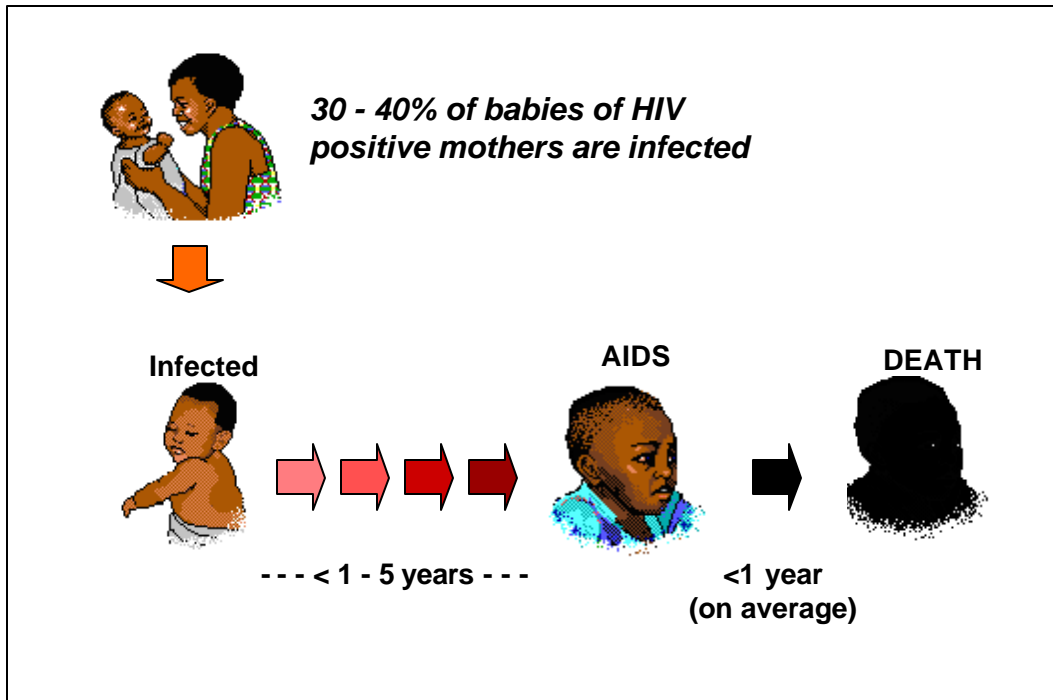 30 - 40% of babies of HIV
positive mothers are infected
Infected
AIDS
DEATH
- - - < 1 - 5 years - - -
<1 year
(on average)